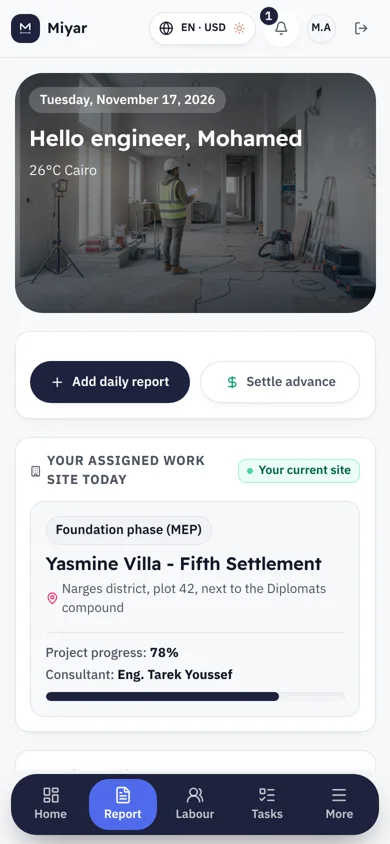 Miyar
EN · USD
1
M.A
Tuesday, November 17, 2026
Hello engineer, Mohamed
26°C Cairo
+ Add daily report
$ Settle advance
YOUR ASSIGNED WORK
SITE TODAY
Your current site
Foundation phase (MEP)
Yasmine Villa - Fifth Settlement
Narges district, plot 42, next to the Diplomats
compound
Project progress: 78%
Consultant: Eng. Tarek Youssef
Home
Report
Labour
Tasks
More